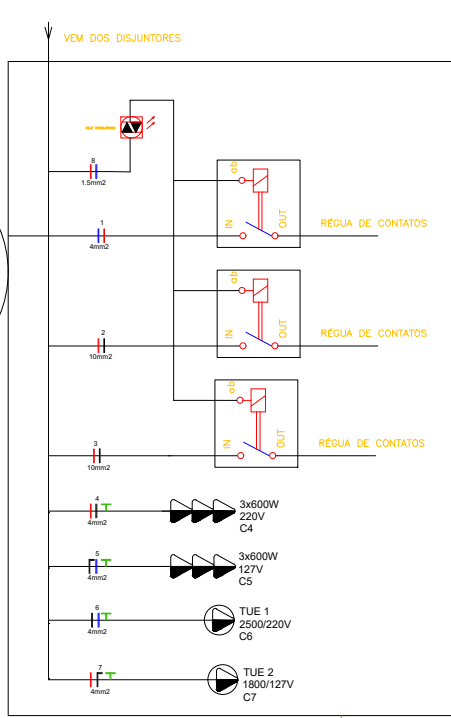 VEM DOS DISJUNTORES
8
1.5mm2
ab
IN
OUT
1
4mm2
RÉGUA DE CONTATOS
ab
IN
OUT
2
10mm2
RÉGUA DE CONTATOS
ab
IN
OUT
3
10mm2
RÉGUA DE CONTATOS
4
4mm2
3x600W
220V
C4
5
4mm2
3x600W
127V
C5
6
4mm2
TUE 1
2500/220V
C6
7
4mm2
TUE 2
1800/127V
C7